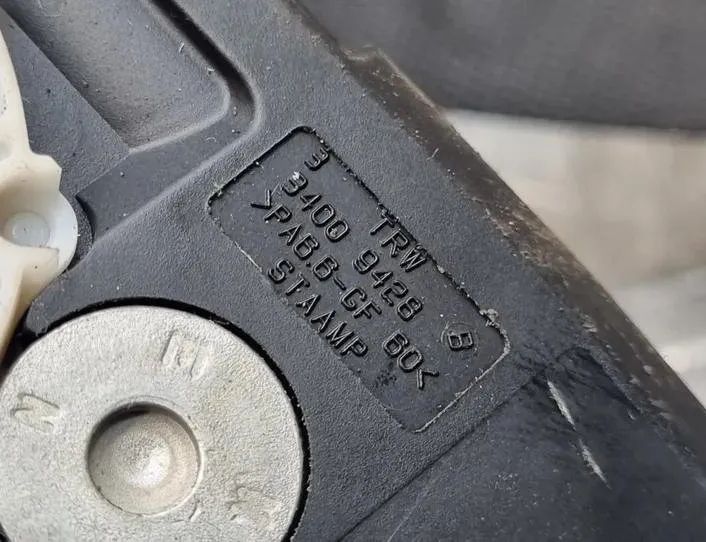 3 TRW
3400 9428 B
>PA6.6-GF 60<
STAAMP
N E